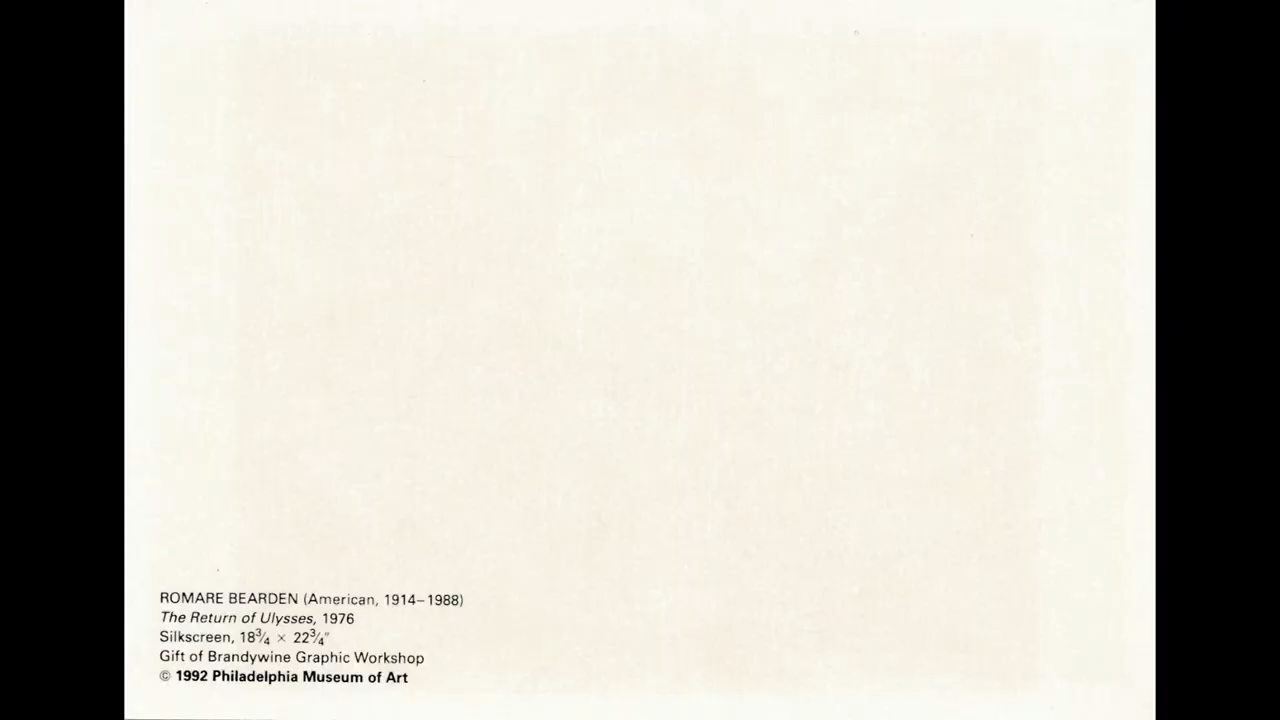 ROMARE BEARDEN (American, 1914–1988)
The Return of Ulysses, 1976
Silkscreen, 18¾ × 22¾"
Gift of Brandywine Graphic Workshop
© 1992 Philadelphia Museum of Art